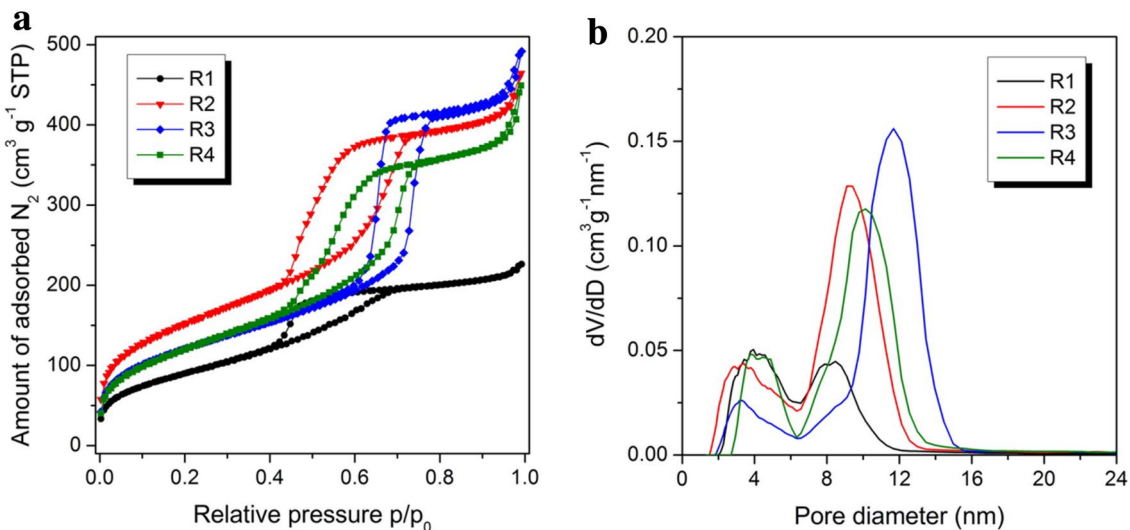 a
Amount of adsorbed N2 (cm3 g-1 STP)
500
400
300
200
100
0
R1
R2
R3
R4
0.0 0.2 0.4 0.6 0.8 1.0
Relative pressure p/p0
b
dV/dD (cm3g-1nm-1)
0.20
0.15
0.10
0.05
0.00
R1
R2
R3
R4
0 4 8 12 16 20 24
Pore diameter (nm)